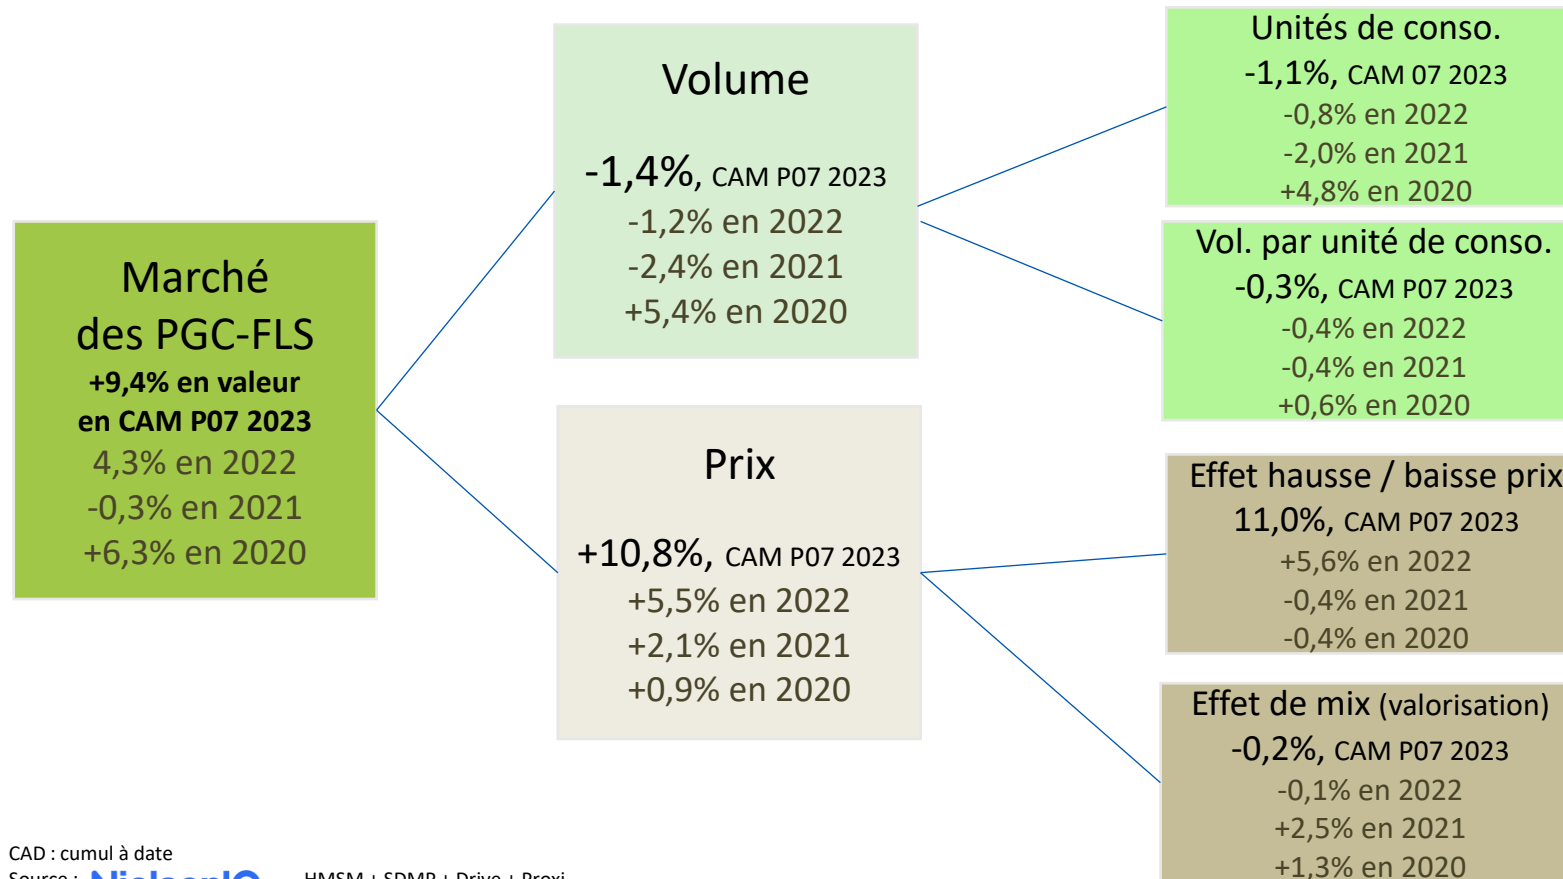 Marché
des PGC-FLS
+9,4% en valeur
en CAM P07 2023
4,3% en 2022
-0,3% en 2021
+6,3% en 2020
Volume
-1,4%, CAM P07 2023
-1,2% en 2022
-2,4% en 2021
+5,4% en 2020
Prix
+10,8%, CAM P07 2023
+5,5% en 2022
+2,1% en 2021
+0,9% en 2020
Unités de conso.
-1,1%, CAM 07 2023
-0,8% en 2022
-2,0% en 2021
+4,8% en 2020
Vol. par unité de conso.
-0,3%, CAM P07 2023
-0,4% en 2022
-0,4% en 2021
+0,6% en 2020
Effet hausse / baisse prix
11,0%, CAM P07 2023
+5,6% en 2022
-0,4% en 2021
-0,4% en 2020
Effet de mix (valorisation)
-0,2%, CAM P07 2023
-0,1% en 2022
+2,5% en 2021
+1,3% en 2020
CAD : cumul à date
Source : NielsenIQ HMSM + SDMP + Drive + Proxi